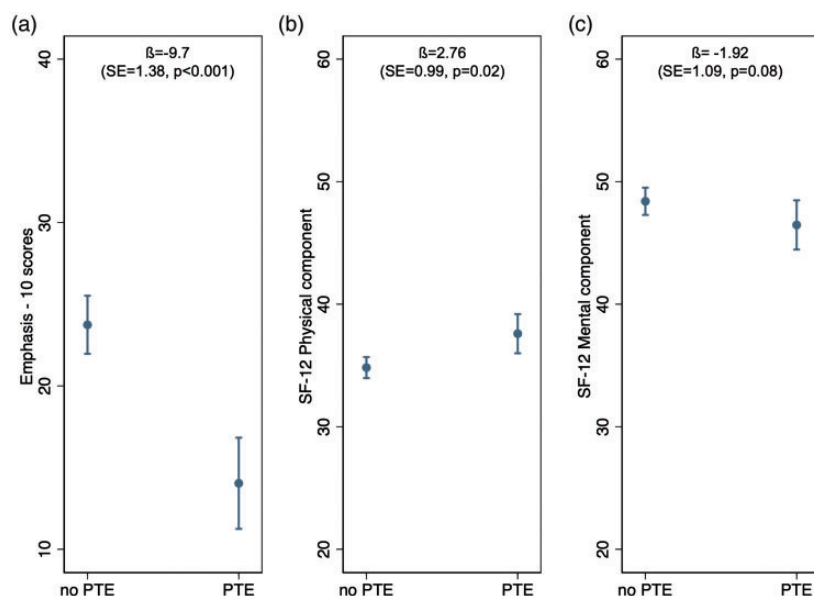 (a)
ß=-9.7
(SE=1.38, p<0.001)
Emphasis - 10 scores
40
30
20
10
no PTE
PTE
(b)
ß=2.76
(SE=0.99, p=0.02)
SF-12 Physical component
60
50
40
30
20
no PTE
PTE
(c)
ß= -1.92
(SE=1.09, p=0.08)
SF-12 Mental component
60
50
40
30
20
no PTE
PTE